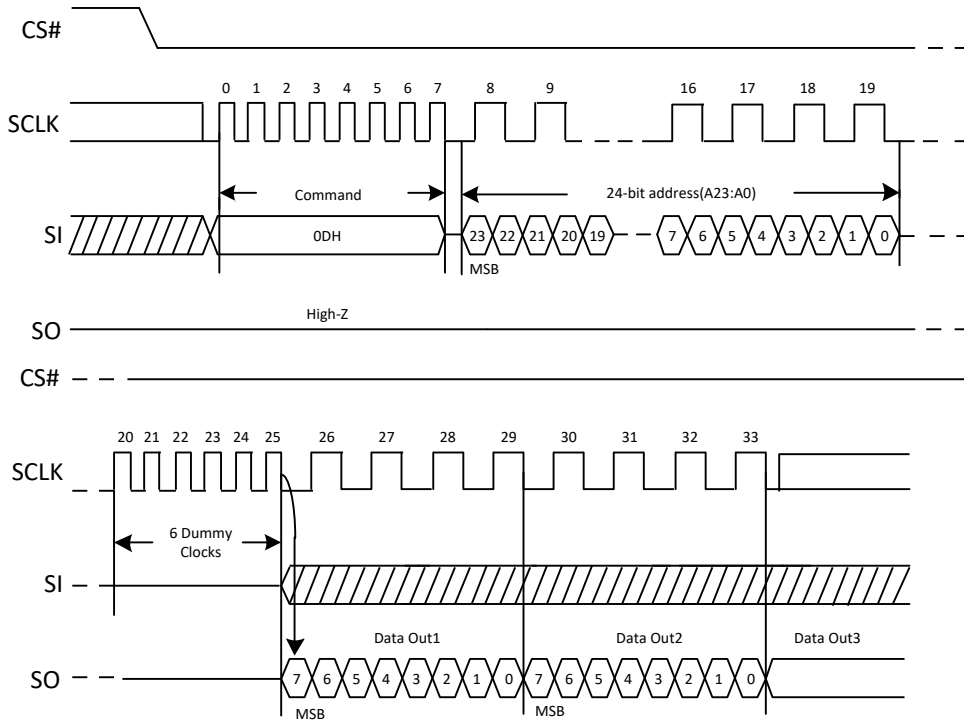 CS#
0 1 2 3 4 5 6 7 8 9 16 17 18 19
SCLK
Command 24-bit address(A23:A0)
SI 0DH 23 22 21 20 19 7 6 5 4 3 2 1 0
MSB
High-Z
SO
CS#
20 21 22 23 24 25 26 27 28 29 30 31 32 33
SCLK
6 Dummy
Clocks
SI
Data Out1 Data Out2 Data Out3
SO 7 6 5 4 3 2 1 0 7 6 5 4 3 2 1 0
MSB MSB